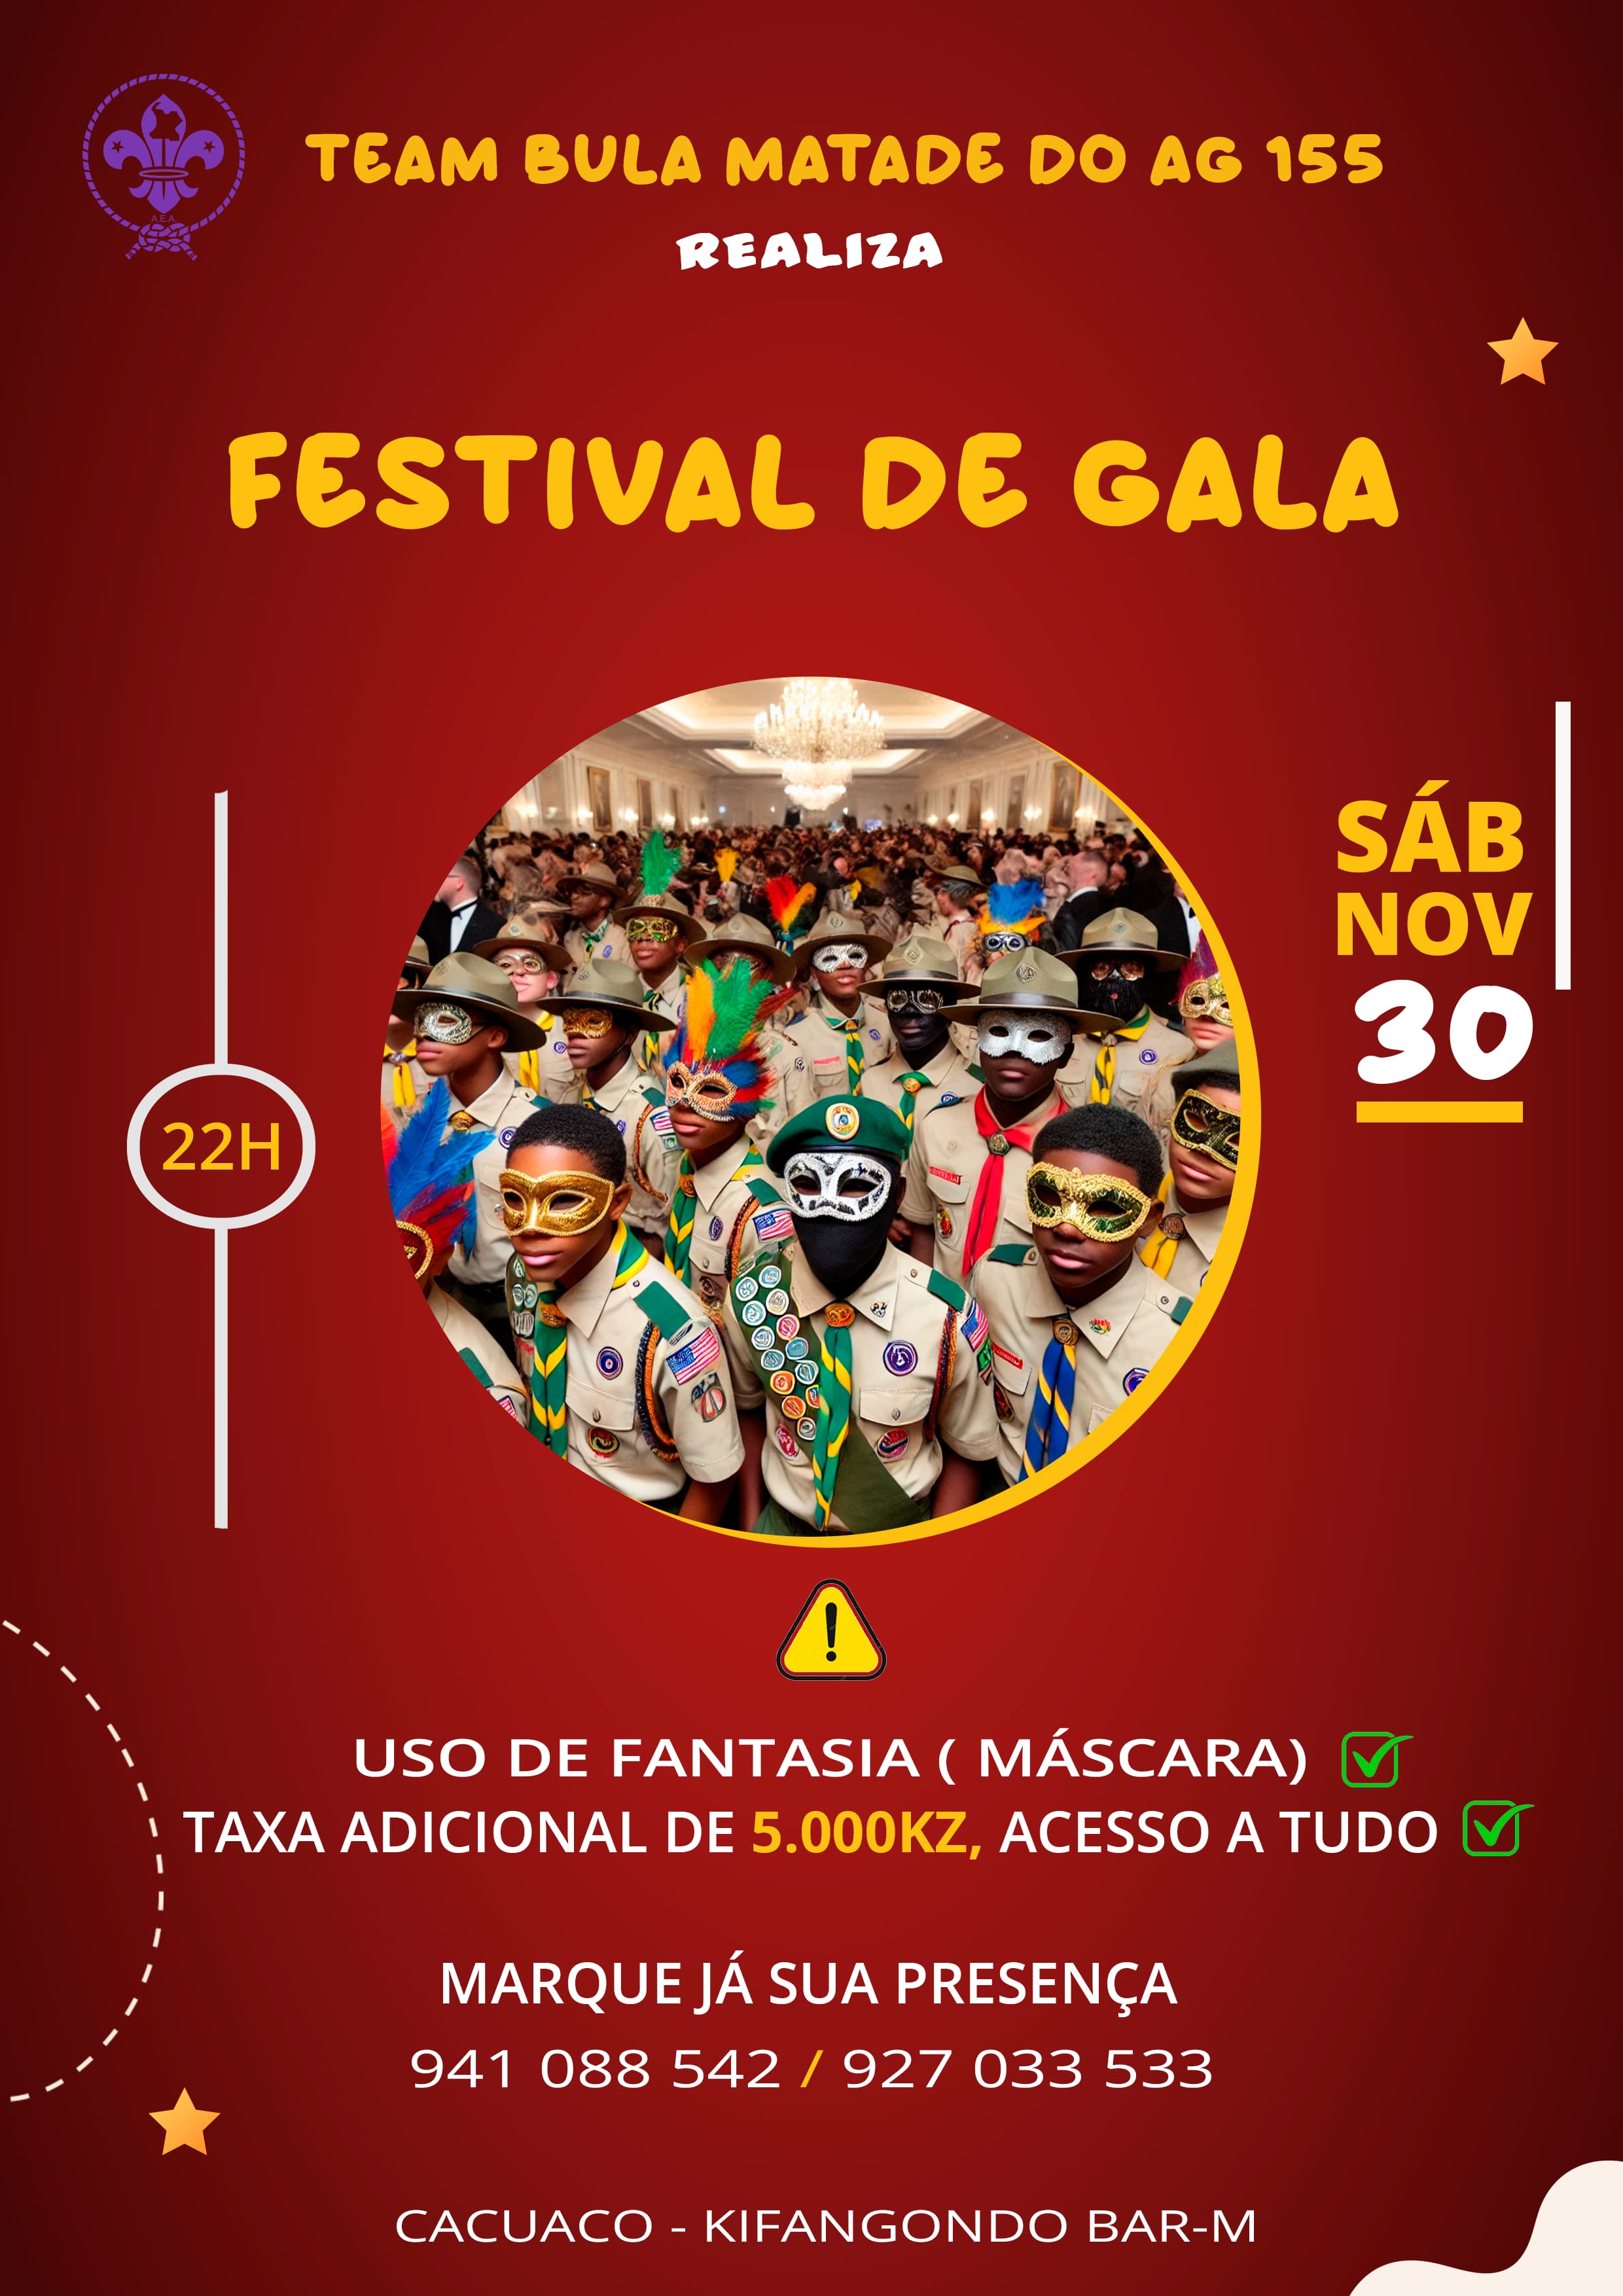 A.E.A.
TEAM BULA MATADE DO AG 155
REALIZA
FESTIVAL DE GALA
SÁB
NOV
30
22H
USO DE FANTASIA ( MÁSCARA)
TAXA ADICIONAL DE 5.000KZ, ACESSO A TUDO
MARQUE JÁ SUA PRESENÇA
941 088 542 / 927 033 533
CACUACO - KIFANGONDO BAR-M